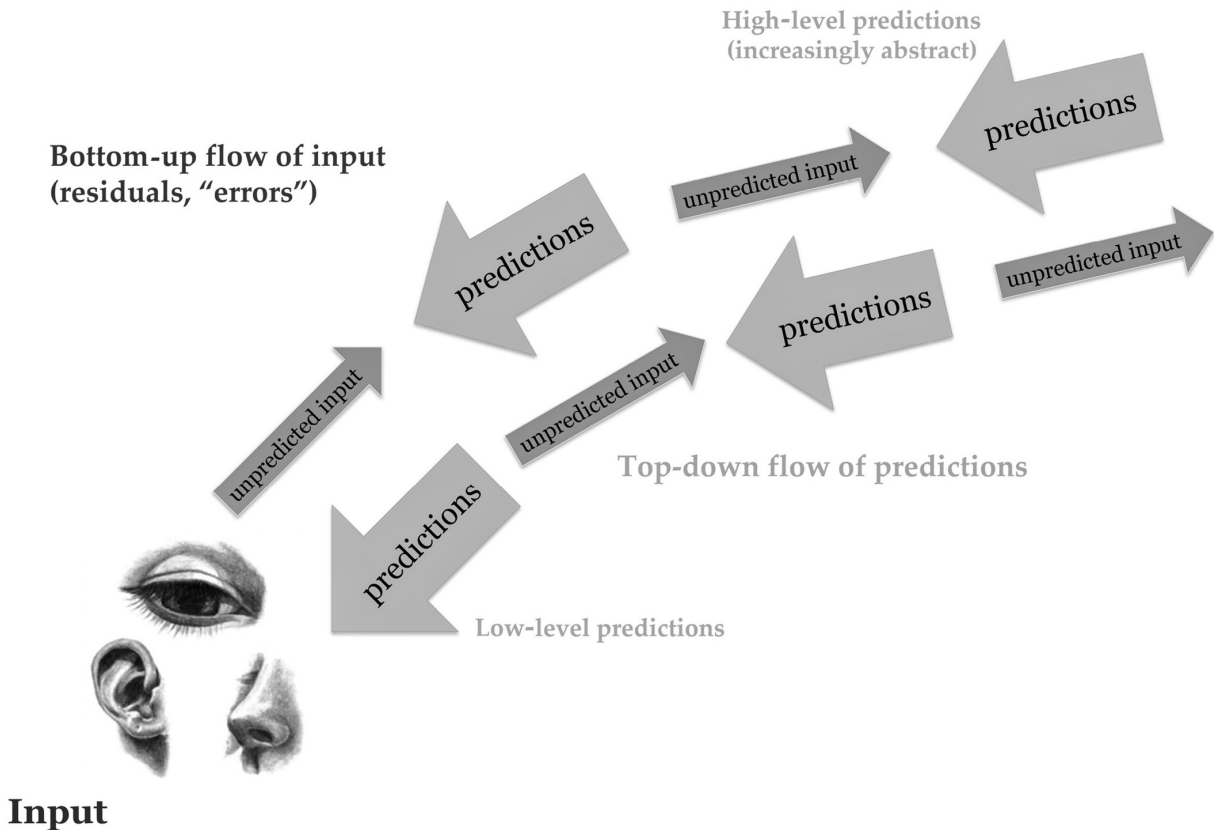 High-level predictions
(increasingly abstract)
predictions
Bottom-up flow of input
(residuals, “errors”)
unpredicted input
predictions
unpredicted input
predictions
unpredicted input
unpredicted input
Top-down flow of predictions
predictions
Low-level predictions
Input